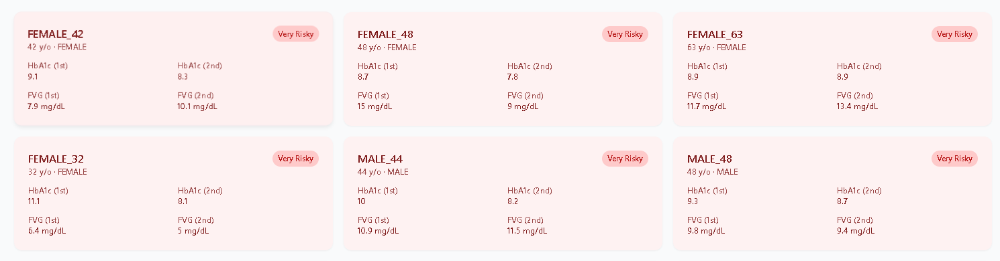 FEMALE_42
Very Risky
42 y/o · FEMALE
HbA1c (1st)
HbA1c (2nd)
9.1
8.3
FVG (1st)
FVG (2nd)
7.9 mg/dL
10.1 mg/dL
FEMALE_48
Very Risky
48 y/o · FEMALE
HbA1c (1st)
HbA1c (2nd)
8.7
7.8
FVG (1st)
FVG (2nd)
15 mg/dL
9 mg/dL
FEMALE_63
Very Risky
63 y/o · FEMALE
HbA1c (1st)
HbA1c (2nd)
8.9
8.9
FVG (1st)
FVG (2nd)
11.7 mg/dL
13.4 mg/dL
FEMALE_32
Very Risky
32 y/o · FEMALE
HbA1c (1st)
HbA1c (2nd)
11.1
8.1
FVG (1st)
FVG (2nd)
6.4 mg/dL
5 mg/dL
MALE_44
Very Risky
44 y/o · MALE
HbA1c (1st)
HbA1c (2nd)
10
8.2
FVG (1st)
FVG (2nd)
10.9 mg/dL
11.5 mg/dL
MALE_48
Very Risky
48 y/o · MALE
HbA1c (1st)
HbA1c (2nd)
9.3
8.7
FVG (1st)
FVG (2nd)
9.8 mg/dL
9.4 mg/dL